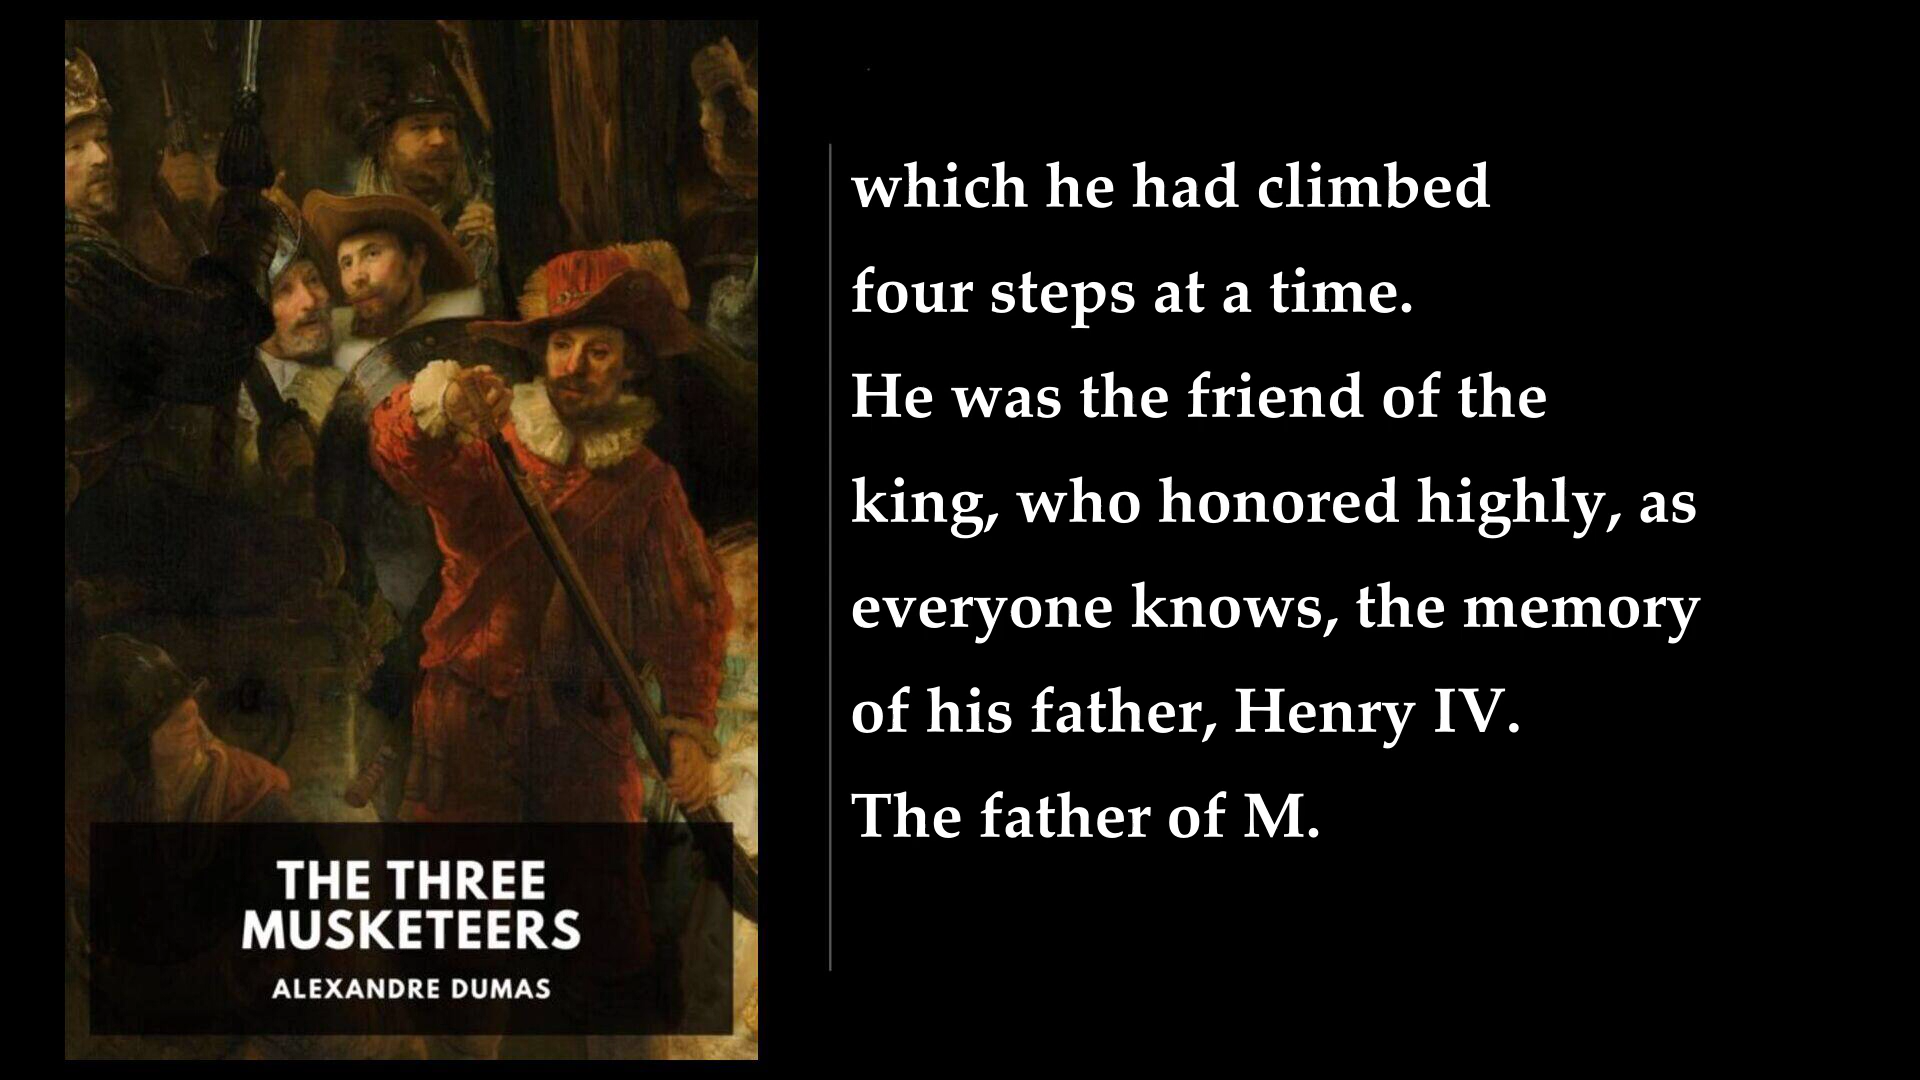 which he had climbed
four steps at a time.
He was the friend of the
king, who honored highly, as
everyone knows, the memory
of his father, Henry IV.
The father of M.
THE THREE
MUSKETEERS
ALEXANDRE DUMAS